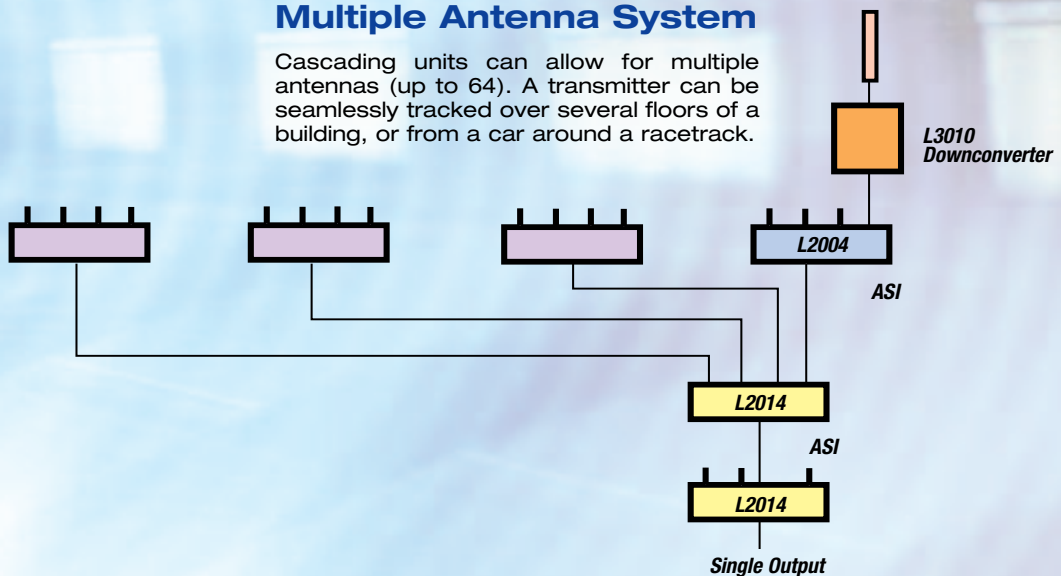 Multiple Antenna System
Cascading units can allow for multiple
antennas (up to 64). A transmitter can be
seamlessly tracked over several floors of a
building, or from a car around a racetrack.
L3010
Downconverter
L2004
ASI
L2014
ASI
L2014
Single Output